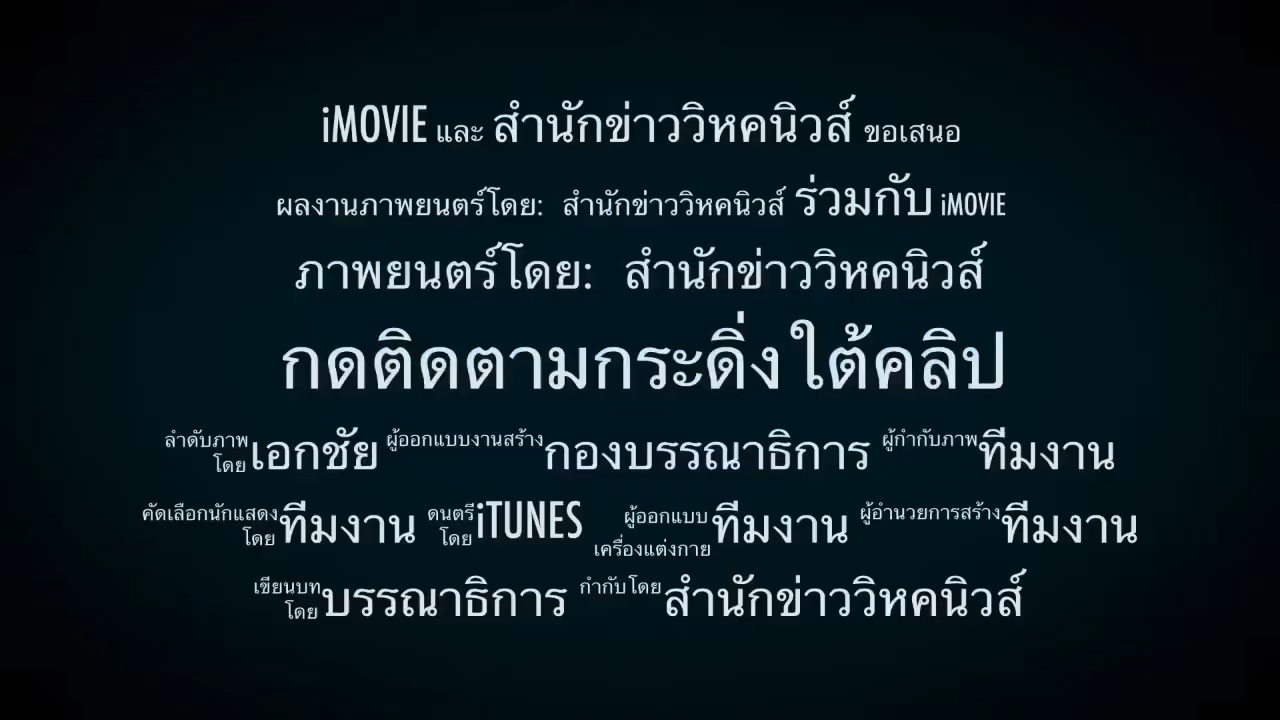 iMOVIE และ สำนักข่าววิหคนิวส์ ขอเสนอ
ผลงานภาพยนตร์โดย: สำนักข่าววิหคนิวส์ ร่วมกับ iMOVIE
ภาพยนตร์โดย: สำนักข่าววิหคนิวส์
กดติดตามกระดิ่ง ใต้คลิป
ลำดับภาพโดย เอกชัย ผู้ออกแบบงานสร้าง กองบรรณาธิการ ผู้กำกับภาพ ทีมงาน
คัดเลือกนักแสดงโดย ทีมงาน ดนตรีโดย iTUNES ผู้ออกแบบเครื่องแต่งกาย ทีมงาน ผู้อำนวยการสร้าง ทีมงาน
เขียนบทโดย บรรณาธิการ กำกับโดย สำนักข่าววิหคนิวส์